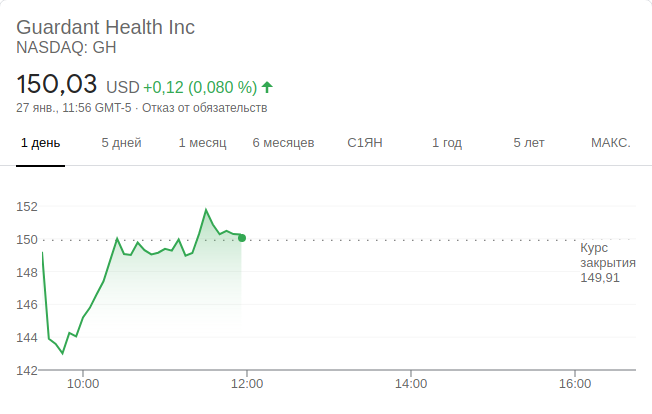 Guardant Health Inc
NASDAQ: GH
150,03 USD +0,12 (0,080 %)
27 янв., 11:56 GMT-5 · Отказ от обязательств
1 день 5 дней 1 месяц 6 месяцев С1ЯН 1 год 5 лет МАКС.
152
150
148
146
144
142
Курс
закрытия
149,91
10:00 12:00 14:00 16:00